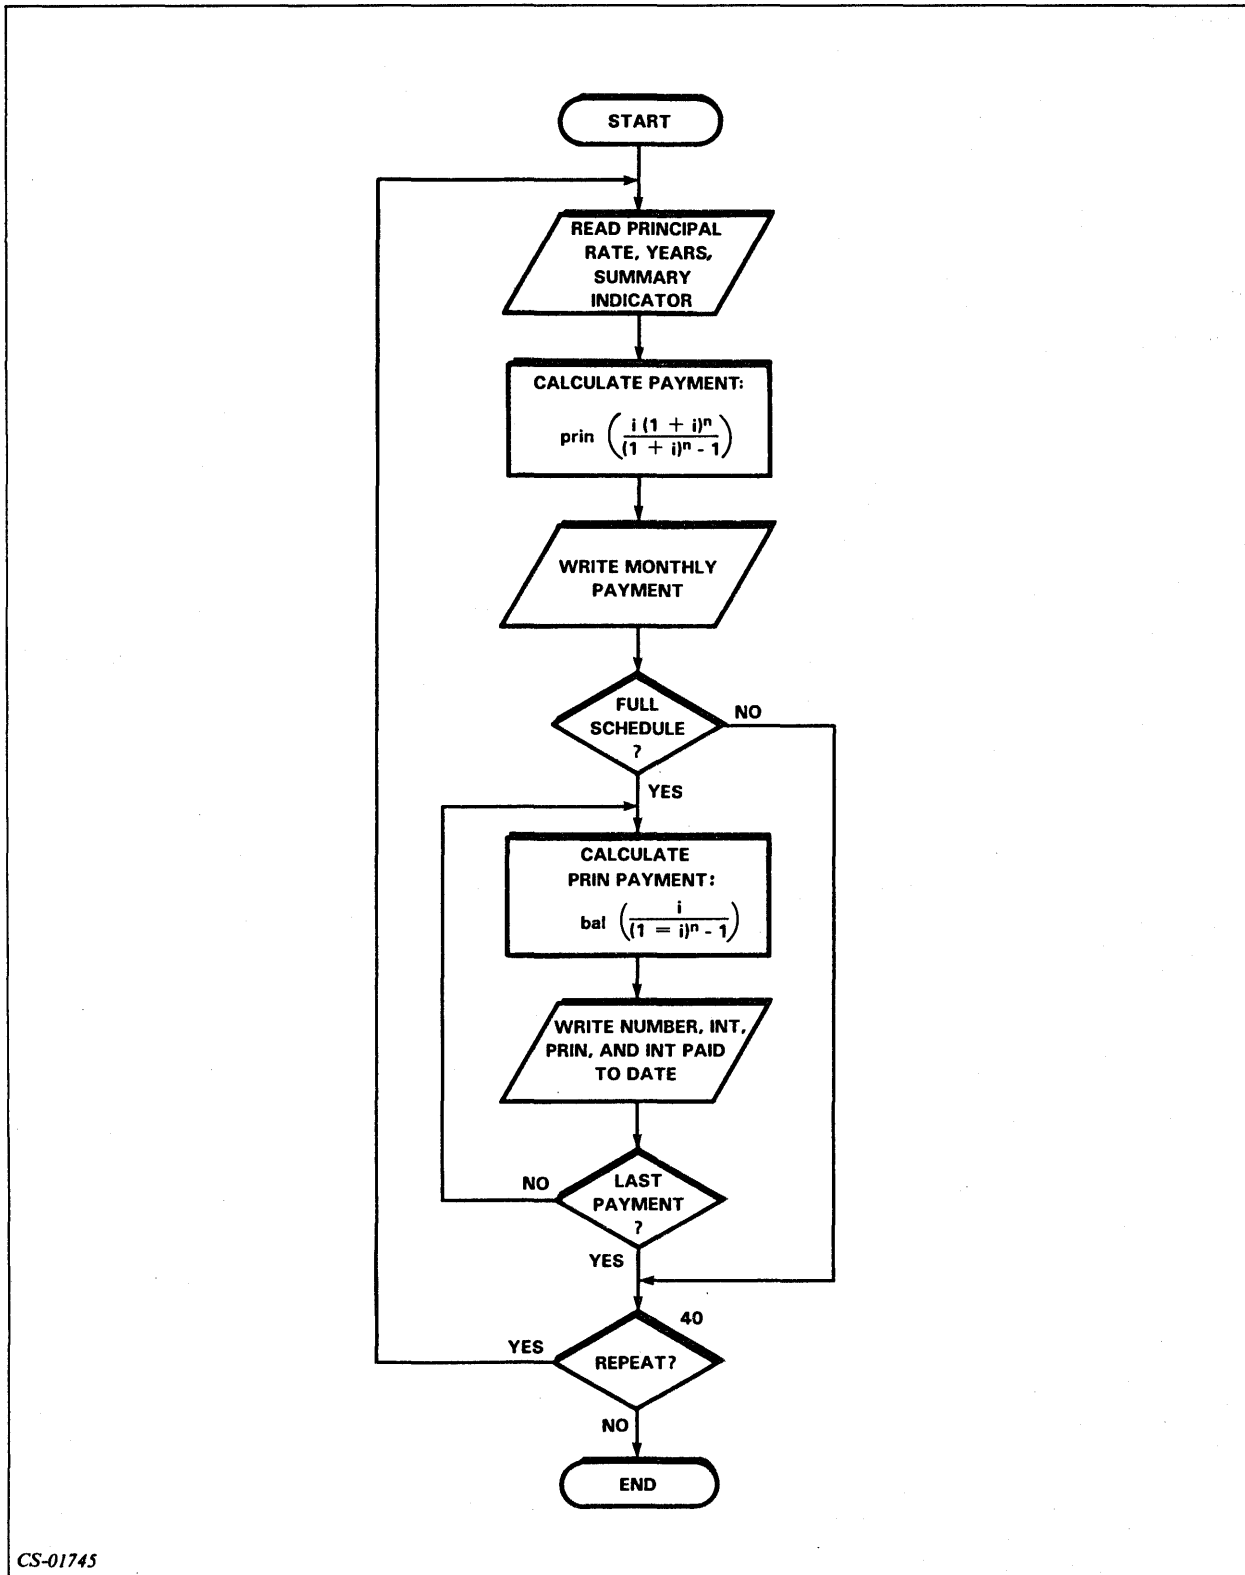 START
READ PRINCIPAL
RATE, YEARS,
SUMMARY
INDICATOR
CALCULATE PAYMENT:
prin ( i (1 + i)ⁿ / (1 + i)ⁿ - 1 )
WRITE MONTHLY
PAYMENT
FULL
SCHEDULE
?
NO
YES
CALCULATE
PRIN PAYMENT:
bal ( i / (1 = i)ⁿ - 1 )
WRITE NUMBER, INT,
PRIN, AND INT PAID
TO DATE
NO
LAST
PAYMENT
?
YES
40
YES
REPEAT?
NO
END
CS-01745